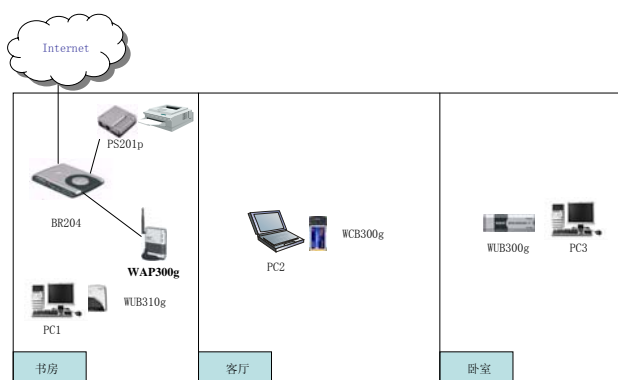 Internet
PS201p
BR204
WAP300g
WUB310g
PC1
书房
WCB300g
PC2
客厅
WUB300g
PC3
卧室